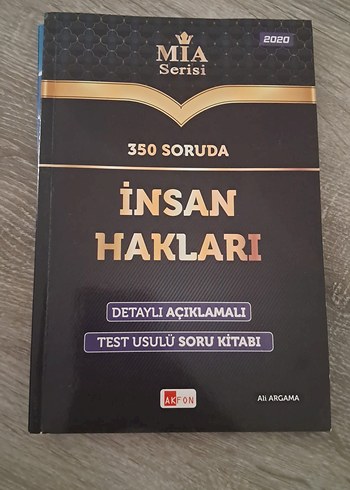 MIA
Serisi
2020
350 SORUDA
İNSAN
HAKLARI
DETAYLI AÇIKLAMALI
TEST USULÜ SORU KİTABI
AKFON
Ali ARGAMA